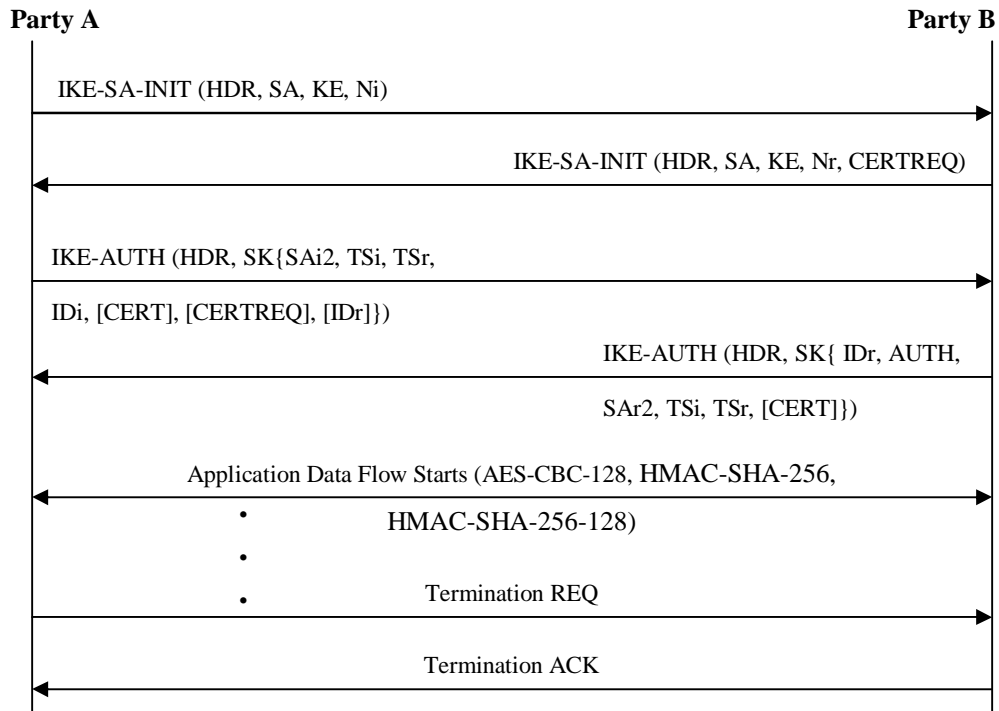 Party A
Party B
IKE-SA-INIT (HDR, SA, KE, Ni)
IKE-SA-INIT (HDR, SA, KE, Nr, CERTREQ)
IKE-AUTH (HDR, SK{SAi2, TSi, TSr,
IDi, [CERT], [CERTREQ], [IDr]})
IKE-AUTH (HDR, SK{ IDr, AUTH,
SAr2, TSi, TSr, [CERT]})
Application Data Flow Starts (AES-CBC-128, HMAC-SHA-256,
HMAC-SHA-256-128)
Termination REQ
Termination ACK